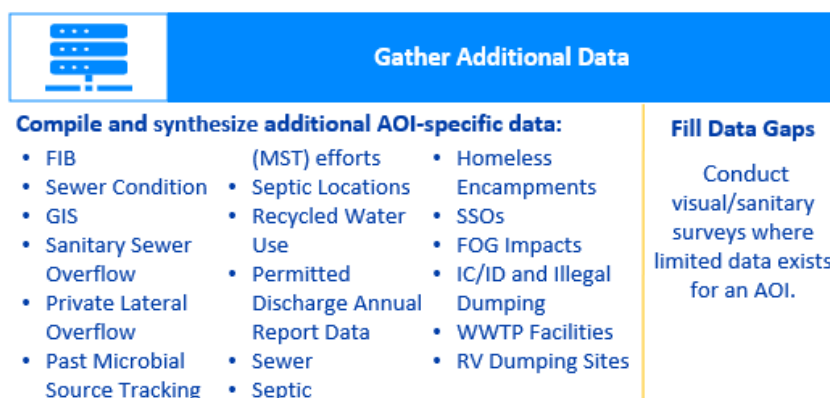 Gather Additional Data
Compile and synthesize additional AOI-specific data:
• FIB
• Sewer Condition
• GIS
• Sanitary Sewer
Overflow
• Private Lateral
Overflow
• Past Microbial
Source Tracking
(MST) efforts
• Septic Locations
• Recycled Water
Use
• Permitted
Discharge Annual
Report Data
• Sewer
• Septic
• Homeless
Encampments
• SSOs
• FOG Impacts
• IC/ID and Illegal
Dumping
• WWTP Facilities
• RV Dumping Sites
Fill Data Gaps
Conduct
visual/sanitary
surveys where
limited data exists
for an AOI.